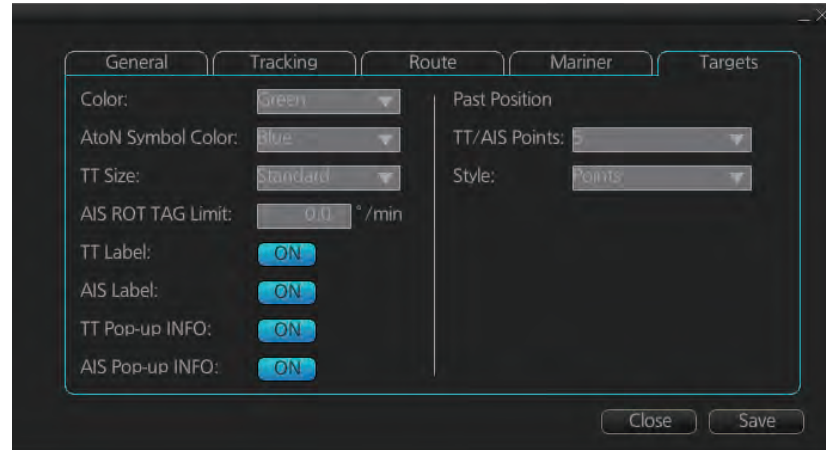 General Tracking Route Mariner Targets
Color: Green
AtoN Symbol Color: Blue
TT Size: Standard
AIS ROT TAG Limit: 0.0 °/min
TT Label: ON
AIS Label: ON
TT Pop-up INFO: ON
AIS Pop-up INFO: ON
Past Position
TT/AIS Points: 5
Style: Points
Close Save